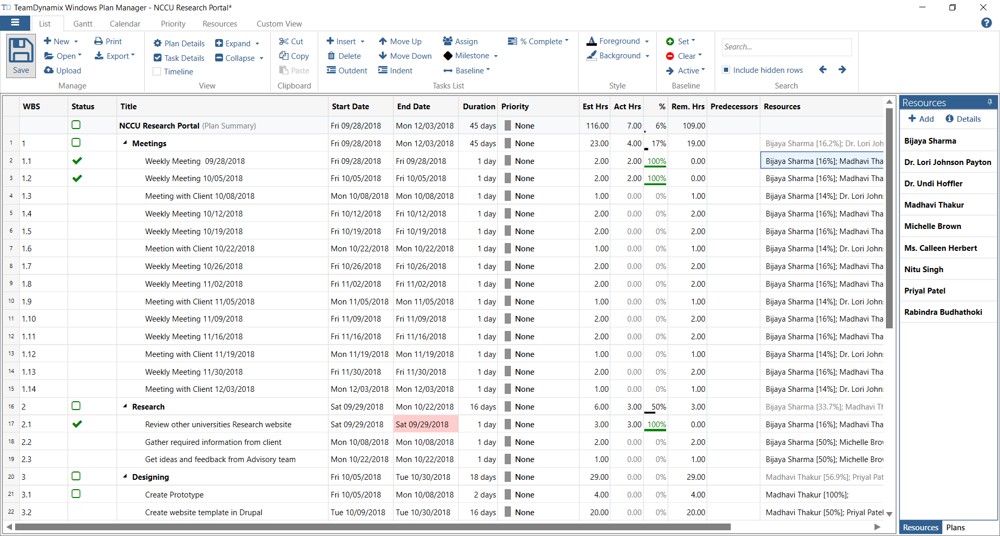 TD TeamDynamix Windows Plan Manager - NCCU Research Portal*
List Gantt Calendar Priority Resources Custom View
Save
New
Open
Upload
Print
Export
Manage
Plan Details
Task Details
Timeline
Expand
Collapse
View
Cut
Copy
Paste
Clipboard
Insert
Delete
Outdent
Move Up
Move Down
Indent
Assign
Milestone
Baseline
% Complete
Tasks List
Foreground
Background
Style
Set
Clear
Active
Baseline
Search...
Include hidden rows
Search
WBS Status Title Start Date End Date Duration Priority Est Hrs Act Hrs % Rem. Hrs Predecessors Resources
NCCU Research Portal (Plan Summary) Fri 09/28/2018 Mon 12/03/2018 45 days None 116.00 7.00 6% 109.00
1 1 Meetings Fri 09/28/2018 Mon 12/03/2018 45 days None 23.00 4.00 17% 19.00 Bijaya Sharma [16.2%]; Dr. Lori Joh
2 1.1 Weekly Meeting 09/28/2018 Fri 09/28/2018 Fri 09/28/2018 1 day None 2.00 2.00 100% 0.00 Bijaya Sharma [16%]; Madhavi Tha
3 1.2 Weekly Meeting 10/05/2018 Fri 10/05/2018 Fri 10/05/2018 1 day None 2.00 2.00 100% 0.00 Bijaya Sharma [16%]; Madhavi Tha
4 1.3 Meeting with Client 10/08/2018 Mon 10/08/2018 Mon 10/08/2018 1 day None 1.00 0.00 0% 1.00 Bijaya Sharma [14%]; Dr. Lori John
5 1.4 Weekly Meeting 10/12/2018 Fri 10/12/2018 Fri 10/12/2018 1 day None 2.00 0.00 0% 2.00 Bijaya Sharma [16%]; Madhavi Tha
6 1.5 Weekly Meeting 10/19/2018 Fri 10/19/2018 Fri 10/19/2018 1 day None 2.00 0.00 0% 2.00 Bijaya Sharma [16%]; Madhavi Tha
7 1.6 Meetion with Client 10/22/2018 Mon 10/22/2018 Mon 10/22/2018 1 day None 1.00 0.00 0% 1.00 Bijaya Sharma [14%]; Dr. Lori John
8 1.7 Weekly Meeting 10/26/2018 Fri 10/26/2018 Fri 10/26/2018 1 day None 2.00 0.00 0% 2.00 Bijaya Sharma [16%]; Madhavi Tha
9 1.8 Weekly Meeting 11/02/2018 Fri 11/02/2018 Fri 11/02/2018 1 day None 2.00 0.00 0% 2.00 Bijaya Sharma [16%]; Madhavi Tha
10 1.9 Meeting with Client 11/05/2018 Mon 11/05/2018 Mon 11/05/2018 1 day None 1.00 0.00 0% 1.00 Bijaya Sharma [14%]; Dr. Lori John
11 1.10 Weekly Meeting 11/09/2018 Fri 11/09/2018 Fri 11/09/2018 1 day None 2.00 0.00 0% 2.00 Bijaya Sharma [16%]; Madhavi Tha
12 1.11 Weekly Meeting 11/16/2018 Fri 11/16/2018 Fri 11/16/2018 1 day None 2.00 0.00 0% 2.00 Bijaya Sharma [16%]; Madhavi Tha
13 1.12 Meeting with Client 11/19/2018 Mon 11/19/2018 Mon 11/19/2018 1 day None 1.00 0.00 0% 1.00 Bijaya Sharma [14%]; Dr. Lori John
14 1.13 Weekly Meeting 11/30/2018 Fri 11/30/2018 Fri 11/30/2018 1 day None 2.00 0.00 0% 2.00 Bijaya Sharma [16%]; Madhavi Tha
15 1.14 Meeting with Client 12/03/2018 Mon 12/03/2018 Mon 12/03/2018 1 day None 1.00 0.00 0% 1.00 Bijaya Sharma [14%]; Dr. Lori John
16 2 Research Sat 09/29/2018 Mon 10/22/2018 16 days None 6.00 3.00 50% 3.00 Bijaya Sharma [33.7%]; Madhavi Th
17 2.1 Review other universities Research website Sat 09/29/2018 Sat 09/29/2018 1 day None 3.00 3.00 100% 0.00 Bijaya Sharma [16%]; Madhavi Tha
18 2.2 Gather required information from client Mon 10/08/2018 Mon 10/08/2018 1 day None 2.00 0.00 0% 2.00 Bijaya Sharma [50%]; Michelle Brov
19 2.3 Get ideas and feedback from Advisory team Mon 10/22/2018 Mon 10/22/2018 1 day None 1.00 0.00 0% 1.00 Bijaya Sharma [50%]; Michelle Brov
20 3 Designing Fri 10/05/2018 Tue 10/30/2018 18 days None 29.00 0.00 0% 29.00 Madhavi Thakur [56.9%]; Priyal Pat
21 3.1 Create Prototype Fri 10/05/2018 Mon 10/08/2018 2 days None 4.00 0.00 0% 4.00 Madhavi Thakur [100%];
22 3.2 Create website template in Drupal Tue 10/09/2018 Tue 10/30/2018 16 days None 20.00 0.00 0% 20.00 Madhavi Thakur [50%]; Priyal Patel
Resources
Add Details
Bijaya Sharma
Dr. Lori Johnson Payton
Dr. Undi Hoffler
Madhavi Thakur
Michelle Brown
Ms. Calleen Herbert
Nitu Singh
Priyal Patel
Rabindra Budhathoki
Resources Plans